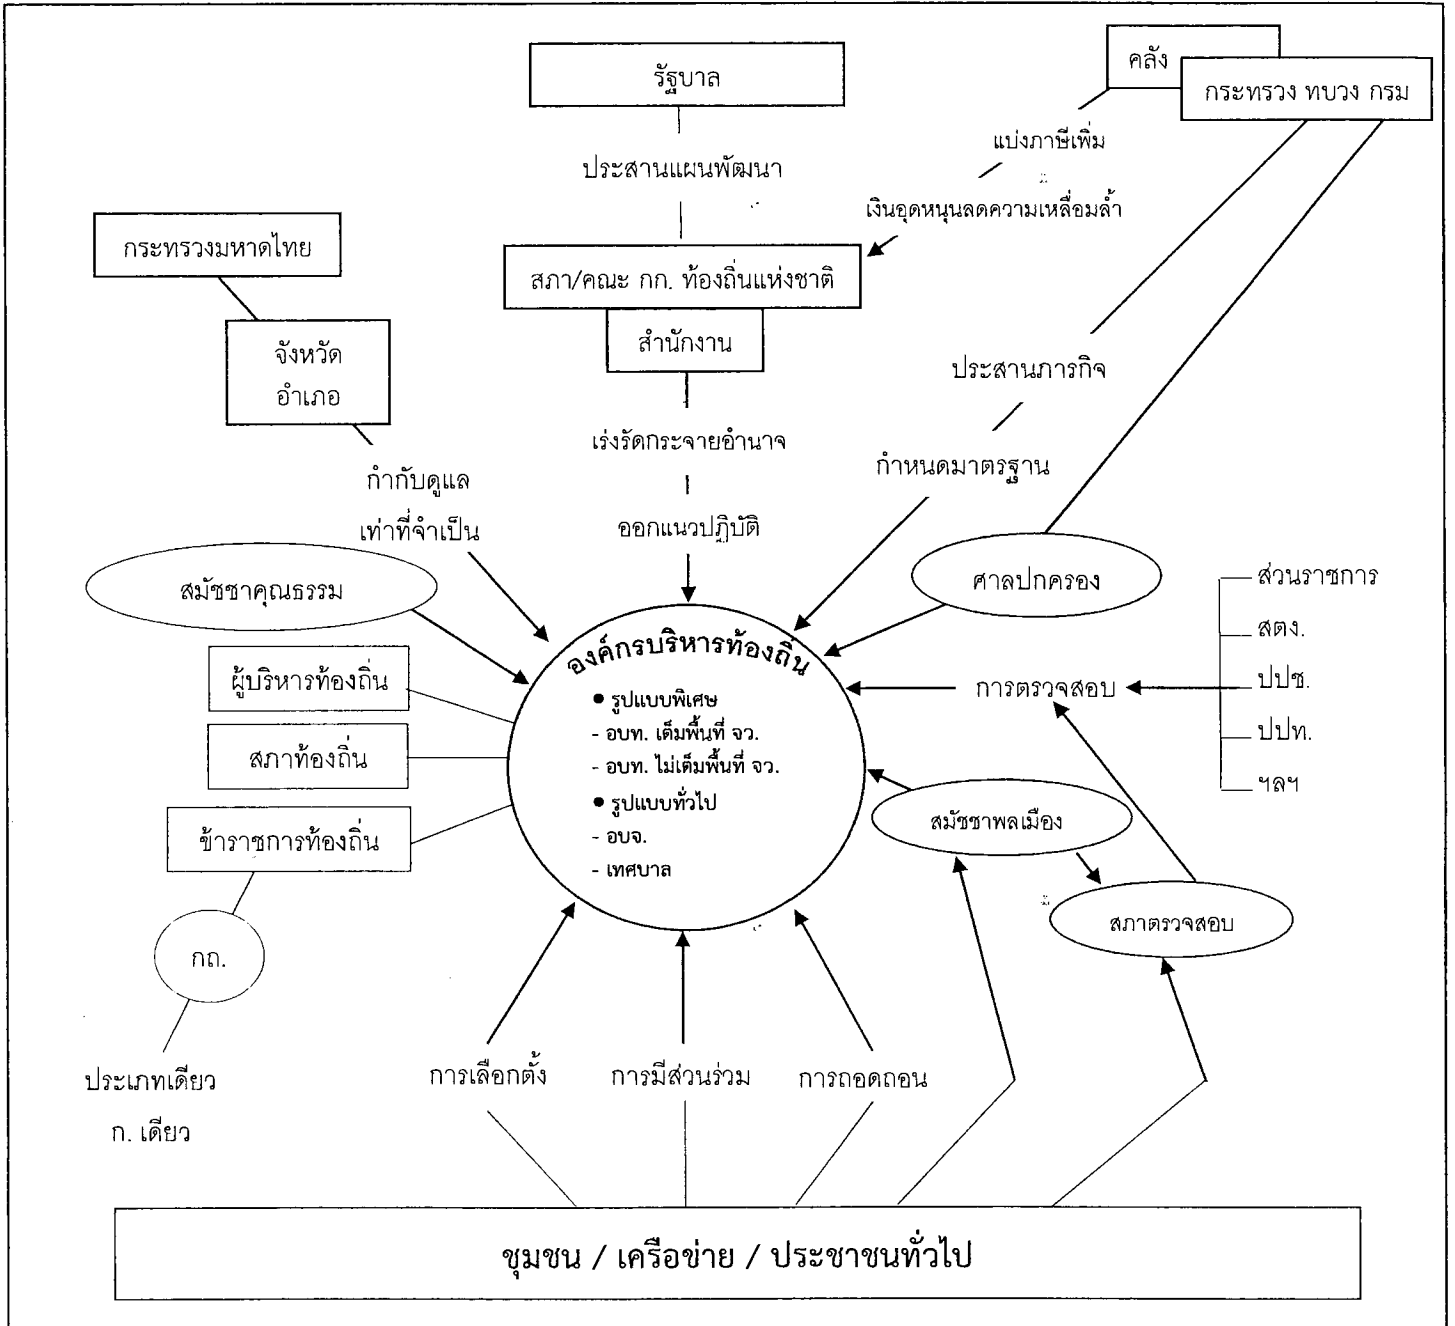 คลัง
รัฐบาล
กระทรวง ทบวง กรม
แบ่งภาษีเพิ่ม
ประสานแผนพัฒนา
เงินอุดหนุนลดความเหลื่อมล้ำ
กระทรวงมหาดไทย
สภา/คณะ กก. ท้องถิ่นแห่งชาติ
สำนักงาน
จังหวัด
อำเภอ
ประสานภารกิจ
เร่งรัดกระจายอำนาจ
กำหนดมาตรฐาน
กำกับดูแล
เท่าที่จำเป็น
ออกแนวปฏิบัติ
สมัชชาคุณธรรม
ศาลปกครอง
ส่วนราชการ
สตง.
ปปช.
ปปท.
ฯลฯ
การตรวจสอบ
องค์กรบริหารท้องถิ่น
● รูปแบบพิเศษ
- อบท. เต็มพื้นที่ จว.
- อบท. ไม่เต็มพื้นที่ จว.
● รูปแบบทั่วไป
- อบจ.
- เทศบาล
ผู้บริหารท้องถิ่น
สภาท้องถิ่น
ข้าราชการท้องถิ่น
สมัชชาพลเมือง
สภาตรวจสอบ
กถ.
ประเภทเดียว
ก. เดียว
การเลือกตั้ง
การมีส่วนร่วม
การถอดถอน
ชุมชน / เครือข่าย / ประชาชนทั่วไป